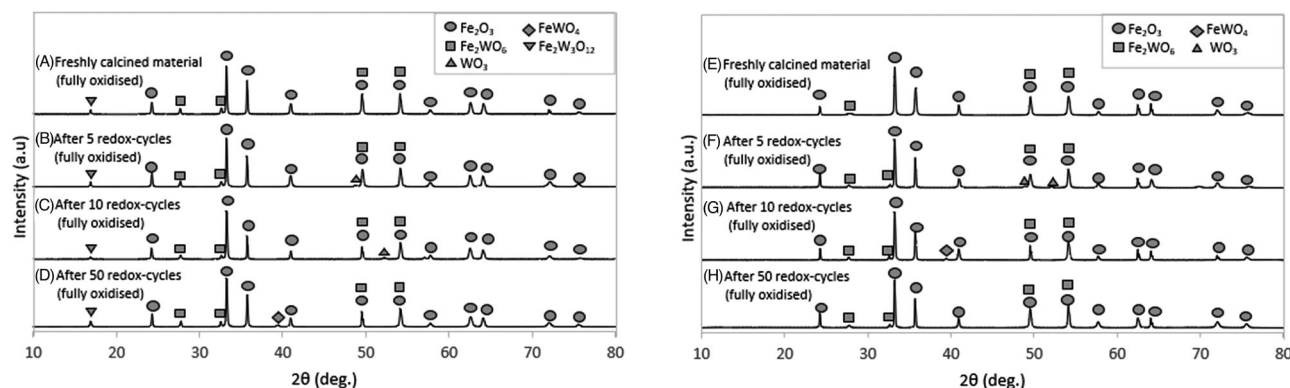 Fe₂O₃
FeWO₄
Fe₂WO₆
Fe₂W₃O₁₂
WO₃
(A) Freshly calcined material
(fully oxidised)
(B) After 5 redox-cycles
(fully oxidised)
(C) After 10 redox-cycles
(fully oxidised)
(D) After 50 redox-cycles
(fully oxidised)
Intensity (a.u)
10 20 30 40 50 60 70 80
2θ (deg.)
Fe₂O₃
FeWO₄
Fe₂WO₆
WO₃
(E) Freshly calcined material
(fully oxidised)
(F) After 5 redox-cycles
(fully oxidised)
(G) After 10 redox-cycles
(fully oxidised)
(H) After 50 redox-cycles
(fully oxidised)
Intensity (a.u.)
10 20 30 40 50 60 70 80
2θ (deg.)